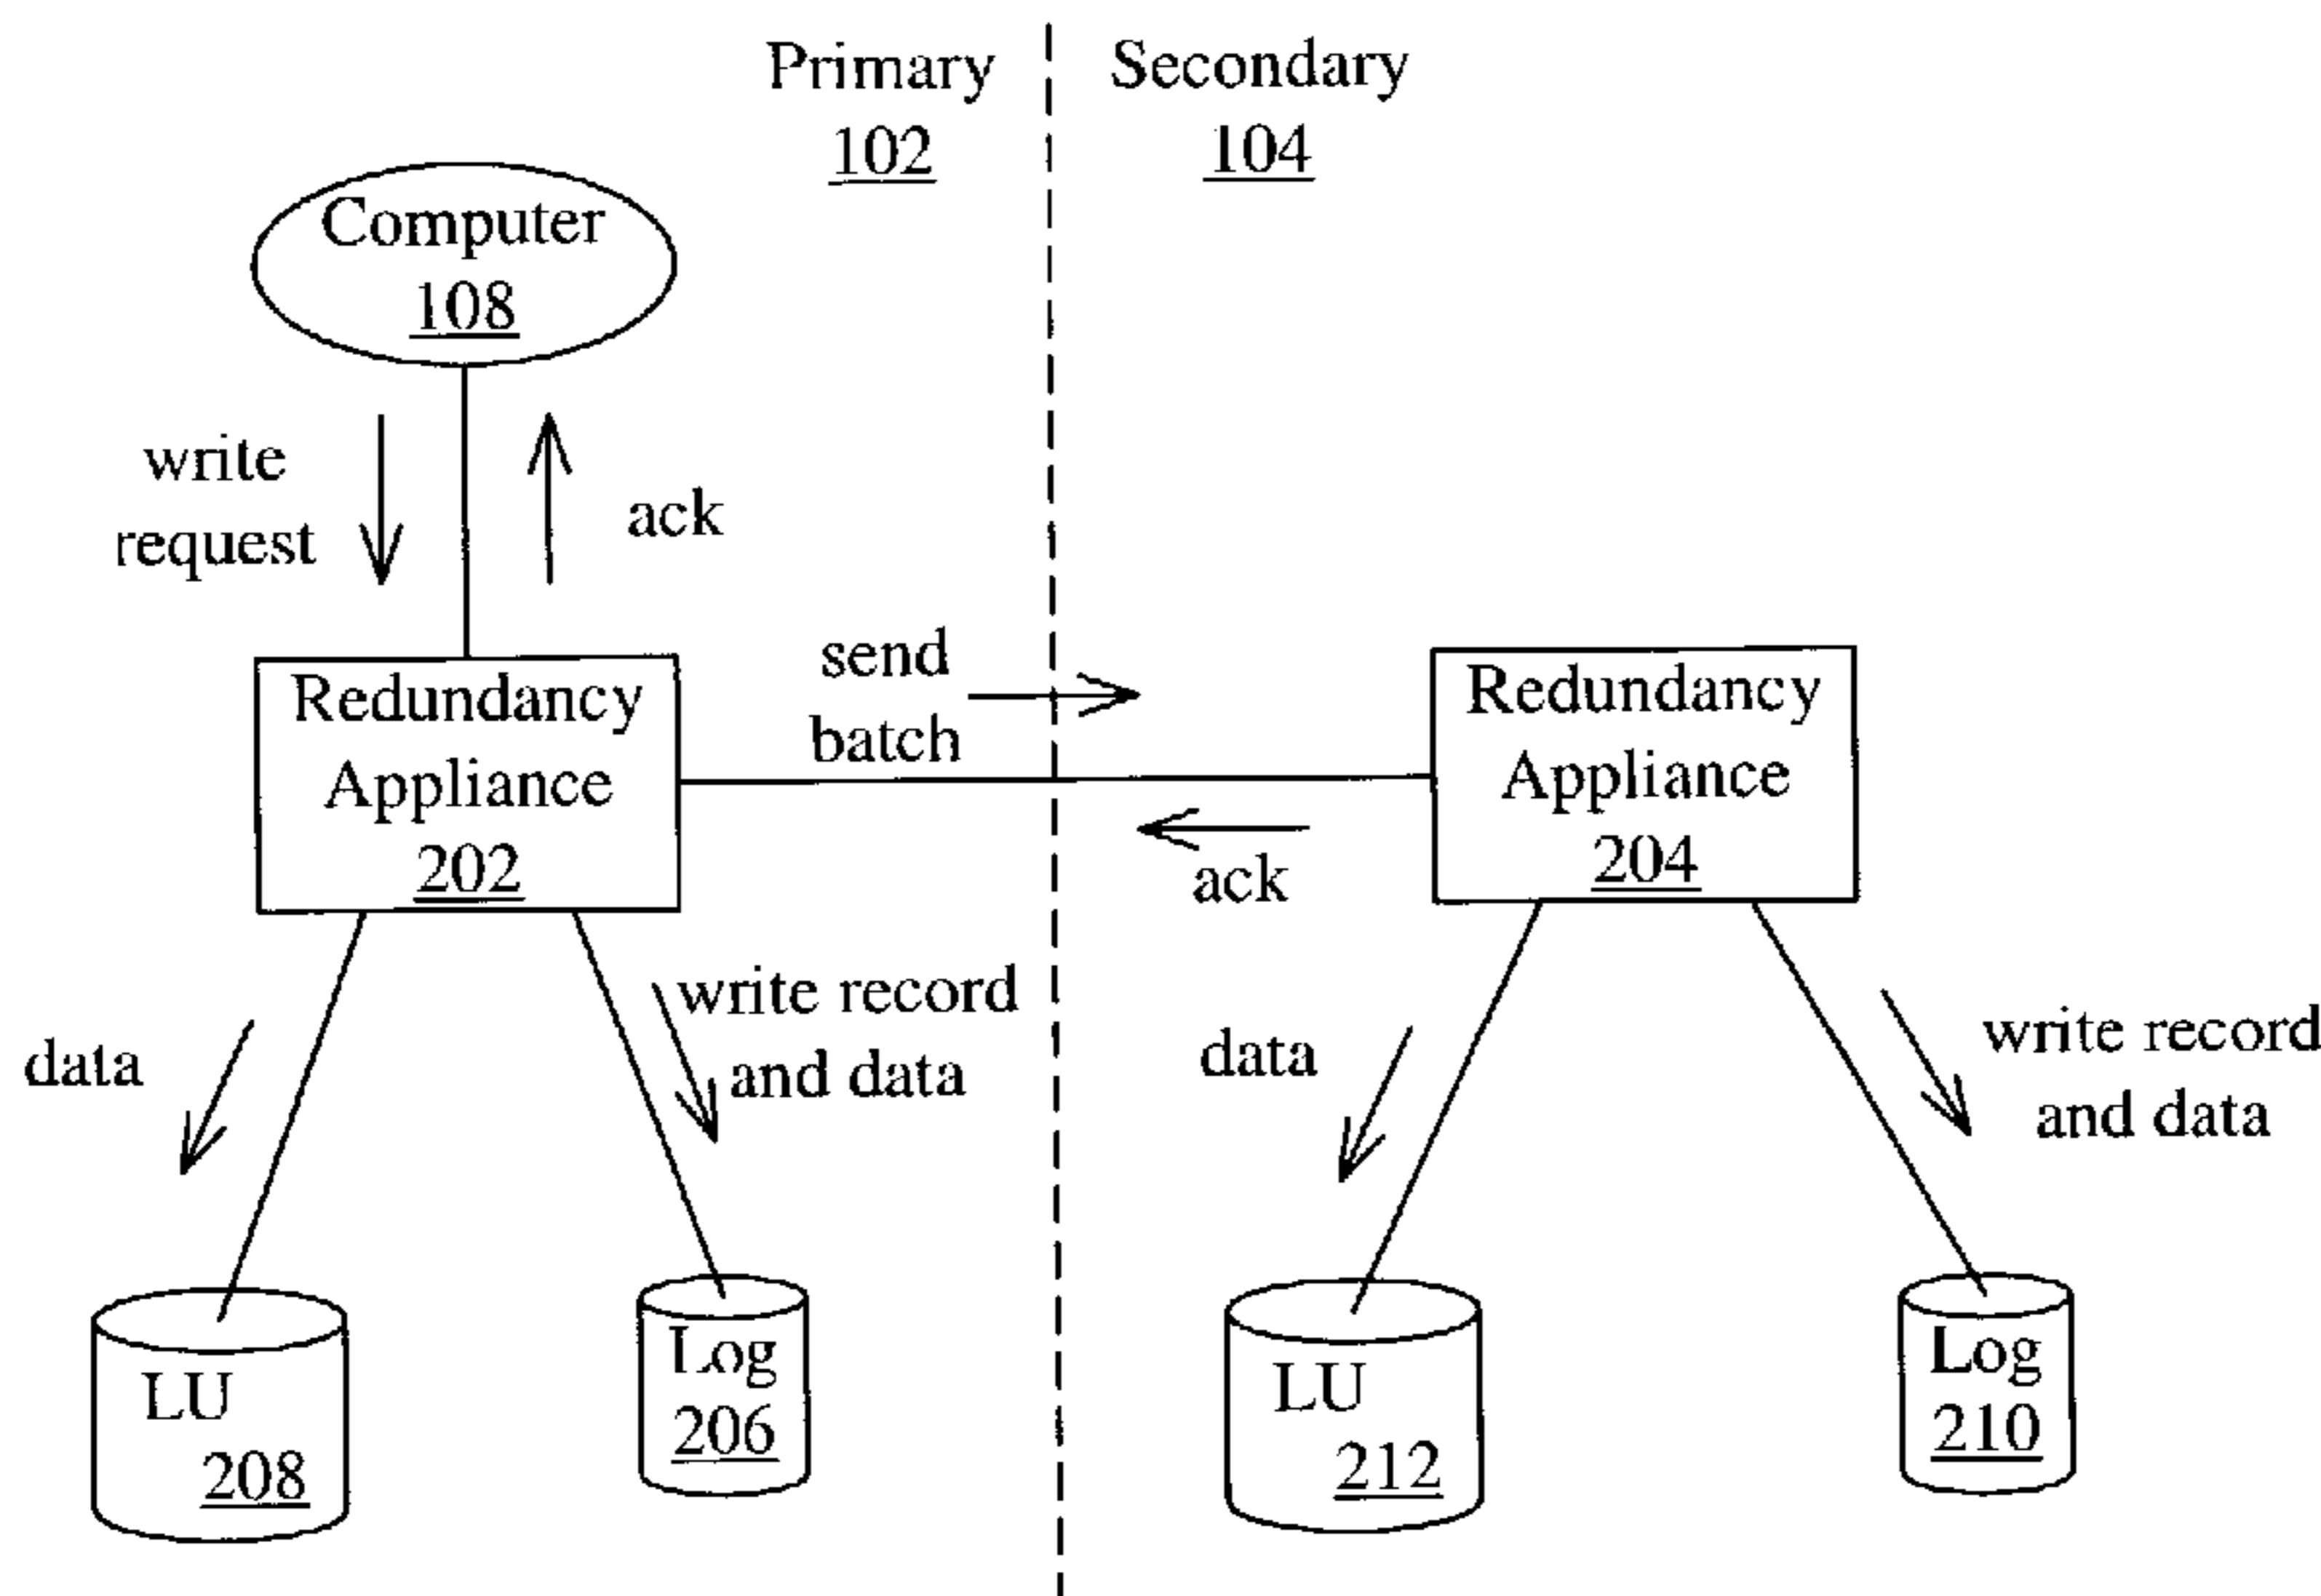 Primary
102
Secondary
104
Computer
108
write
request
ack
send
batch
Redundancy
Appliance
202
Redundancy
Appliance
204
ack
data
write record
and data
data
write record
and data
LU
208
Log
206
LU
212
Log
210